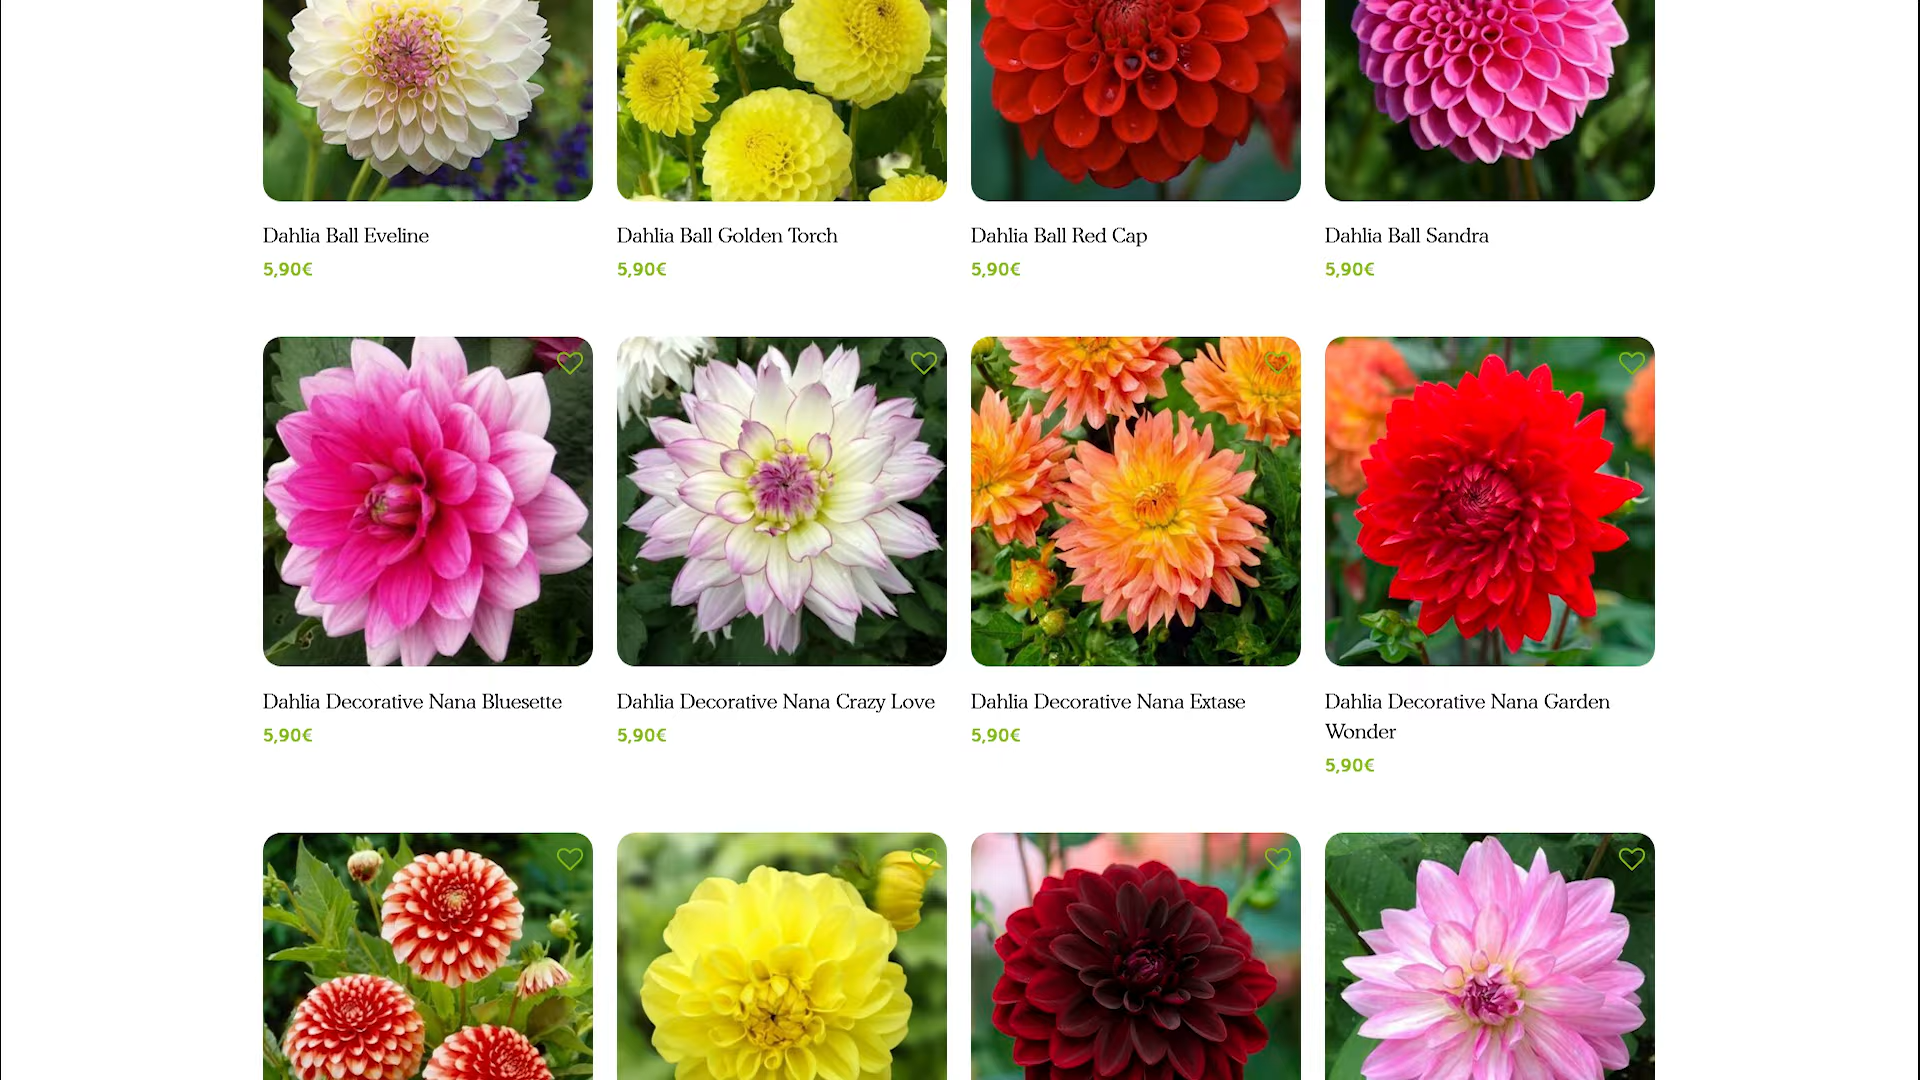 Dahlia Ball Eveline
5,90€
Dahlia Ball Golden Torch
5,90€
Dahlia Ball Red Cap
5,90€
Dahlia Ball Sandra
5,90€
Dahlia Decorative Nana Bluesette
5,90€
Dahlia Decorative Nana Crazy Love
5,90€
Dahlia Decorative Nana Extase
5,90€
Dahlia Decorative Nana Garden
Wonder
5,90€